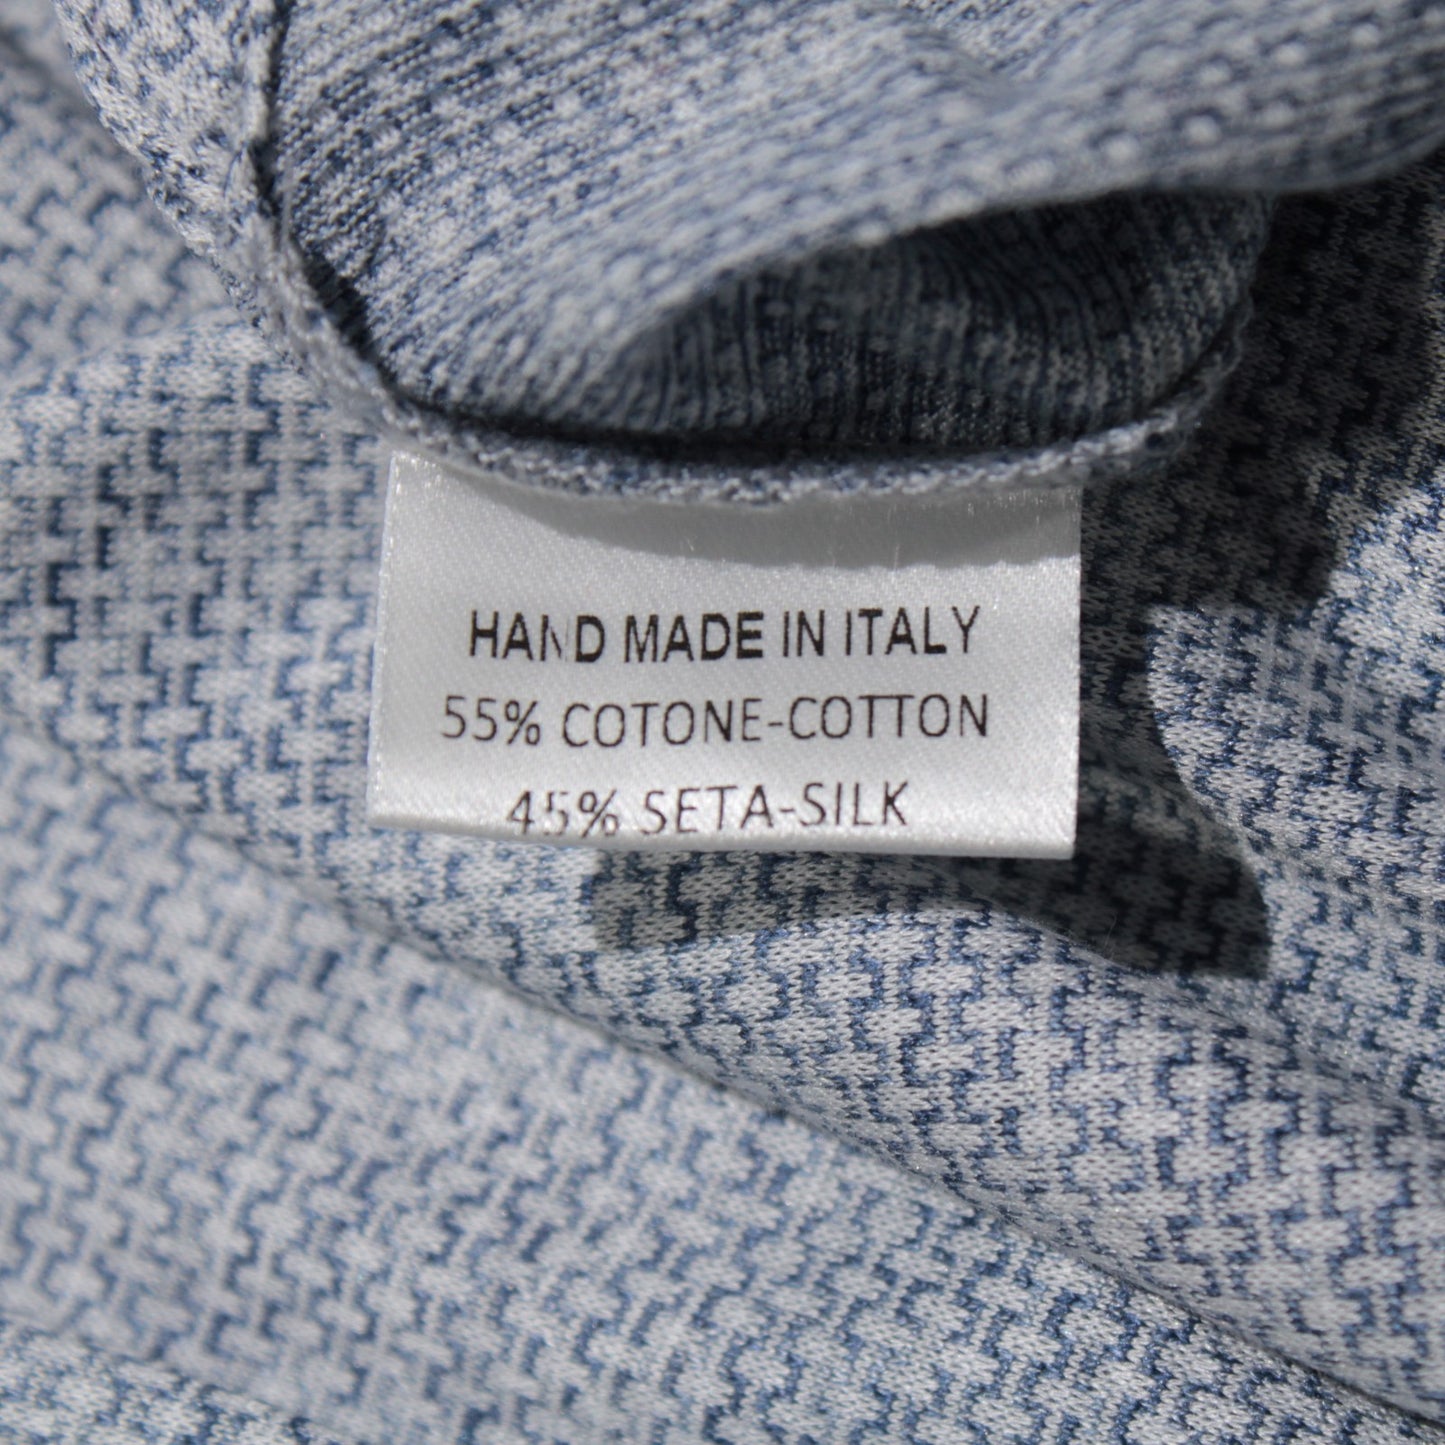 HAND MADE IN ITALY
55% COTONE-COTTON
45% SETA-SILK